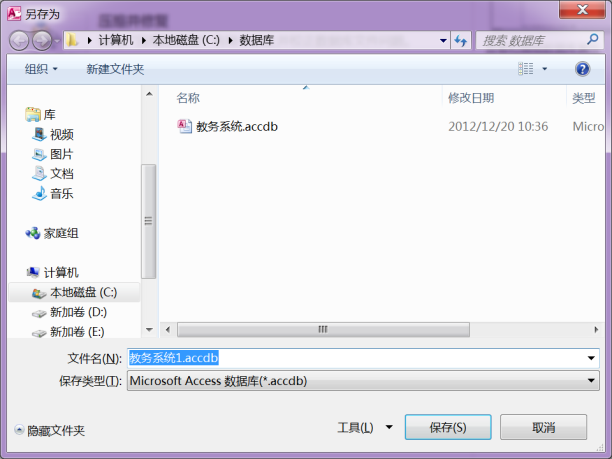 另存为
计算机 本地磁盘 (C:) 数据库
搜索 数据库
组织 新建文件夹
名称 修改日期 类型
库
视频
图片
文档
音乐
家庭组
计算机
本地磁盘 (C:)
新加卷 (D:)
新加卷 (E:)
教务系统.accdb 2012/12/20 10:36 Micro
文件名(N): 教务系统1.accdb
保存类型(T): Microsoft Access 数据库(*.accdb)
隐藏文件夹 工具(L) 保存(S) 取消